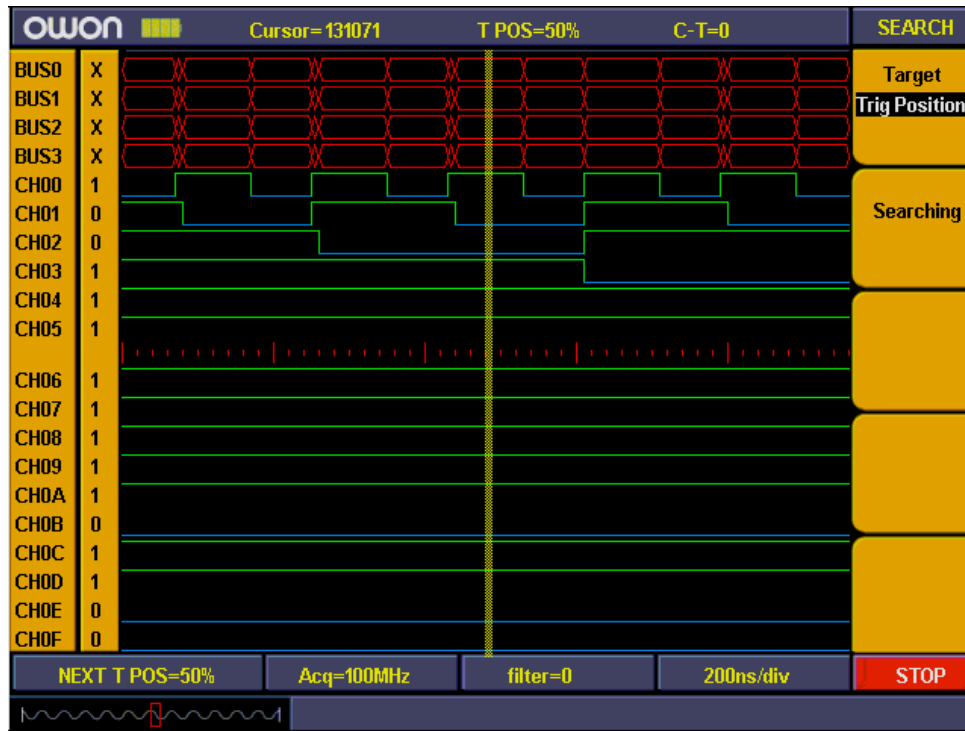 owon Cursor=131071 T POS=50% C-T=0 SEARCH
BUS0 X
BUS1 X
BUS2 X
BUS3 X
CH00 1
CH01 0
CH02 0
CH03 1
CH04 1
CH05 1
CH06 1
CH07 1
CH08 1
CH09 1
CH0A 1
CH0B 0
CH0C 1
CH0D 1
CH0E 0
CH0F 0
Target
Trig Position
Searching
NEXT T POS=50% Acq=100MHz filter=0 200ns/div STOP